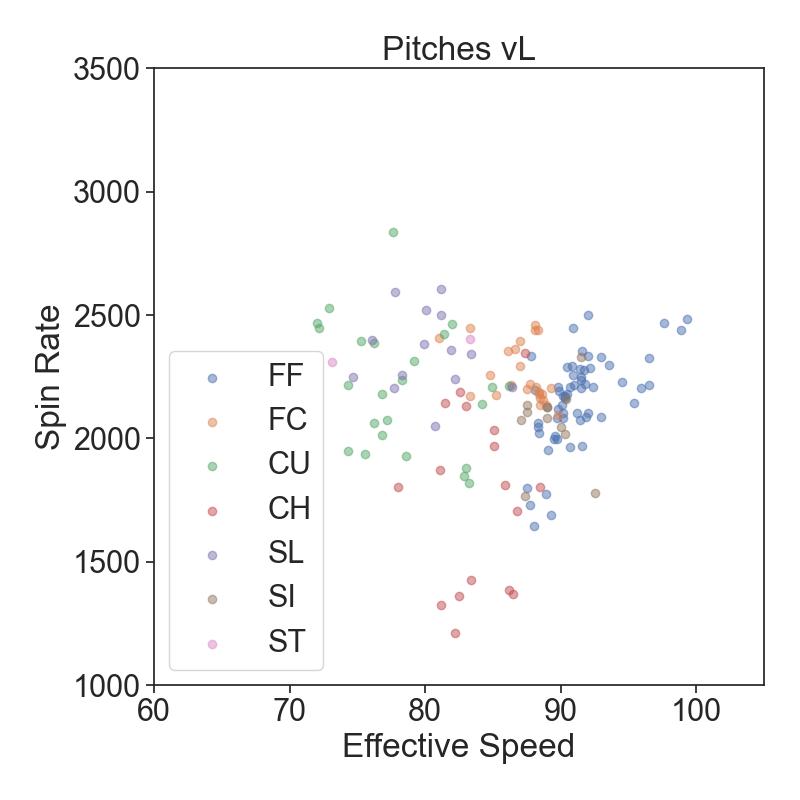 Pitches vL
3500
3000
2500
2000
1500
1000
Spin Rate
FF
FC
CU
CH
SL
SI
ST
60 70 80 90 100
Effective Speed